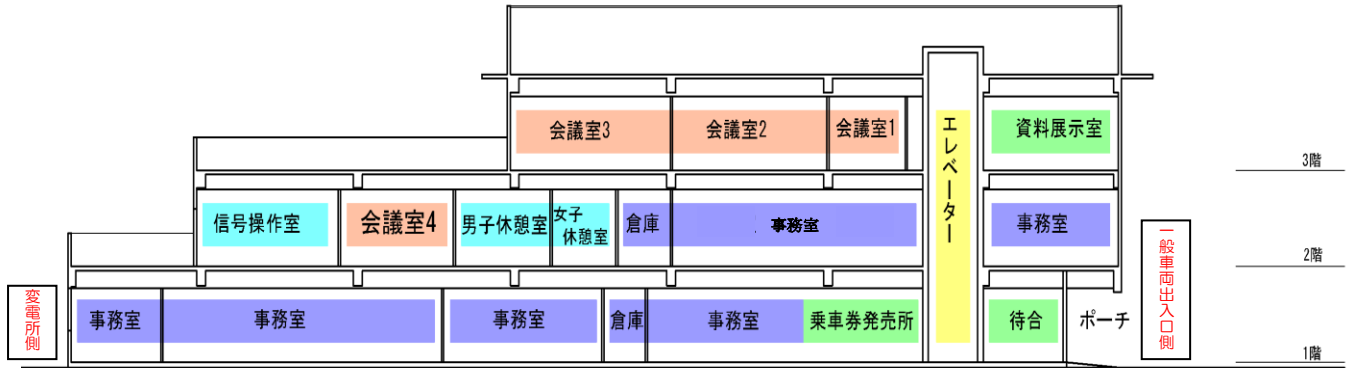 会議室3
会議室2
会議室1
エレベーター
資料展示室
3階
信号操作室
会議室4
男子休憩室
女子
休憩室
倉庫
事務室
事務室
一般車両出入口側
2階
変電所側
事務室
事務室
事務室
倉庫
事務室
乗車券発売所
待合
ポーチ
1階